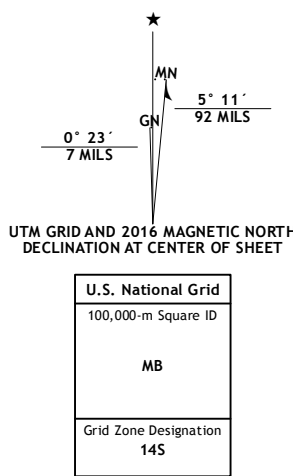 MN
5° 11´
92 MILS
GN
0° 23´
7 MILS
UTM GRID AND 2016 MAGNETIC NORTH
DECLINATION AT CENTER OF SHEET
U.S. National Grid
100,000-m Square ID
MB
Grid Zone Designation
14S